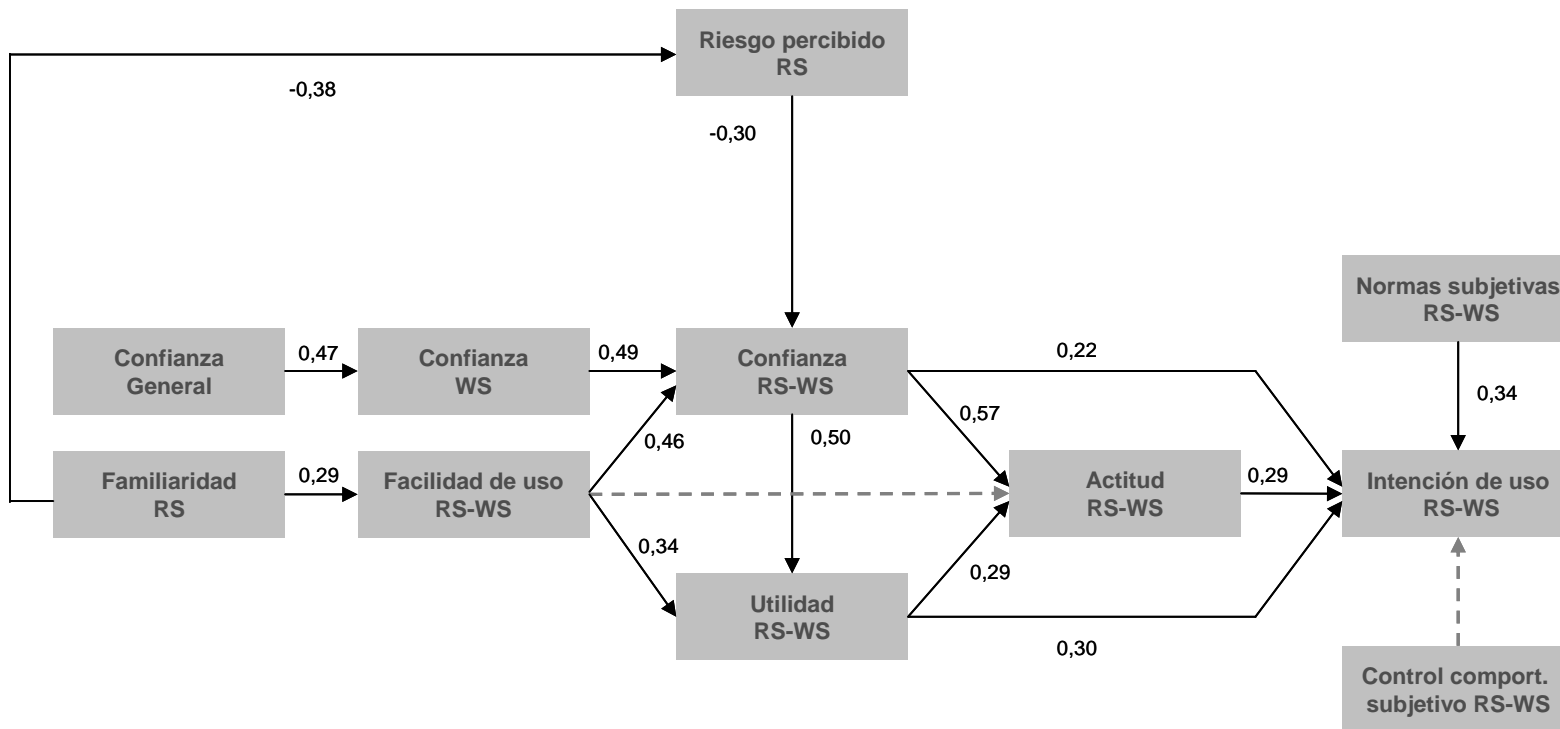 Riesgo percibido
RS
-0,38
-0,30
Normas subjetivas
RS-WS
Confianza
General
0,47
Confianza
WS
0,49
Confianza
RS-WS
0,22
0,34
0,57
0,46
0,50
Familiaridad
RS
0,29
Facilidad de uso
RS-WS
Actitud
RS-WS
0,29
Intención de uso
RS-WS
0,34
0,29
Utilidad
RS-WS
0,30
Control comport.
subjetivo RS-WS